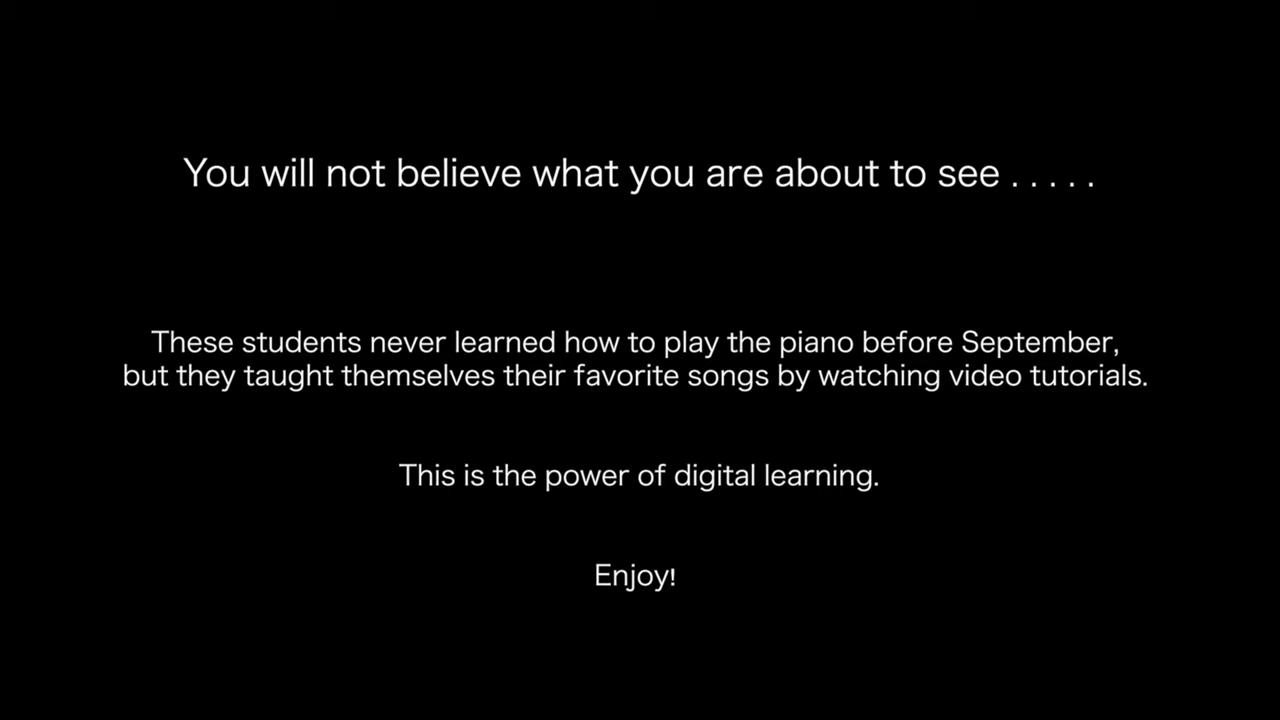 You will not believe what you are about to see . . . . .
These students never learned how to play the piano before September,
but they taught themselves their favorite songs by watching video tutorials.
This is the power of digital learning.
Enjoy!